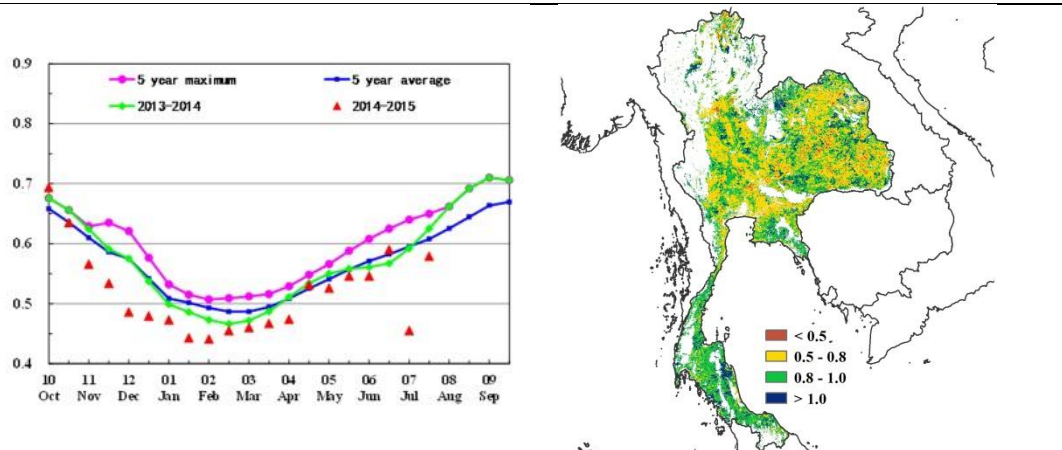 0.9
5 year maximum 5 year average
2013-2014 2014-2015
0.8
0.7
0.6
0.5
0.4
10 11 12 01 02 03 04 05 06 07 08 09
Oct Nov Dec Jan Feb Mar Apr May Jun Jul Aug Sep
< 0.5
0.5 - 0.8
0.8 - 1.0
> 1.0